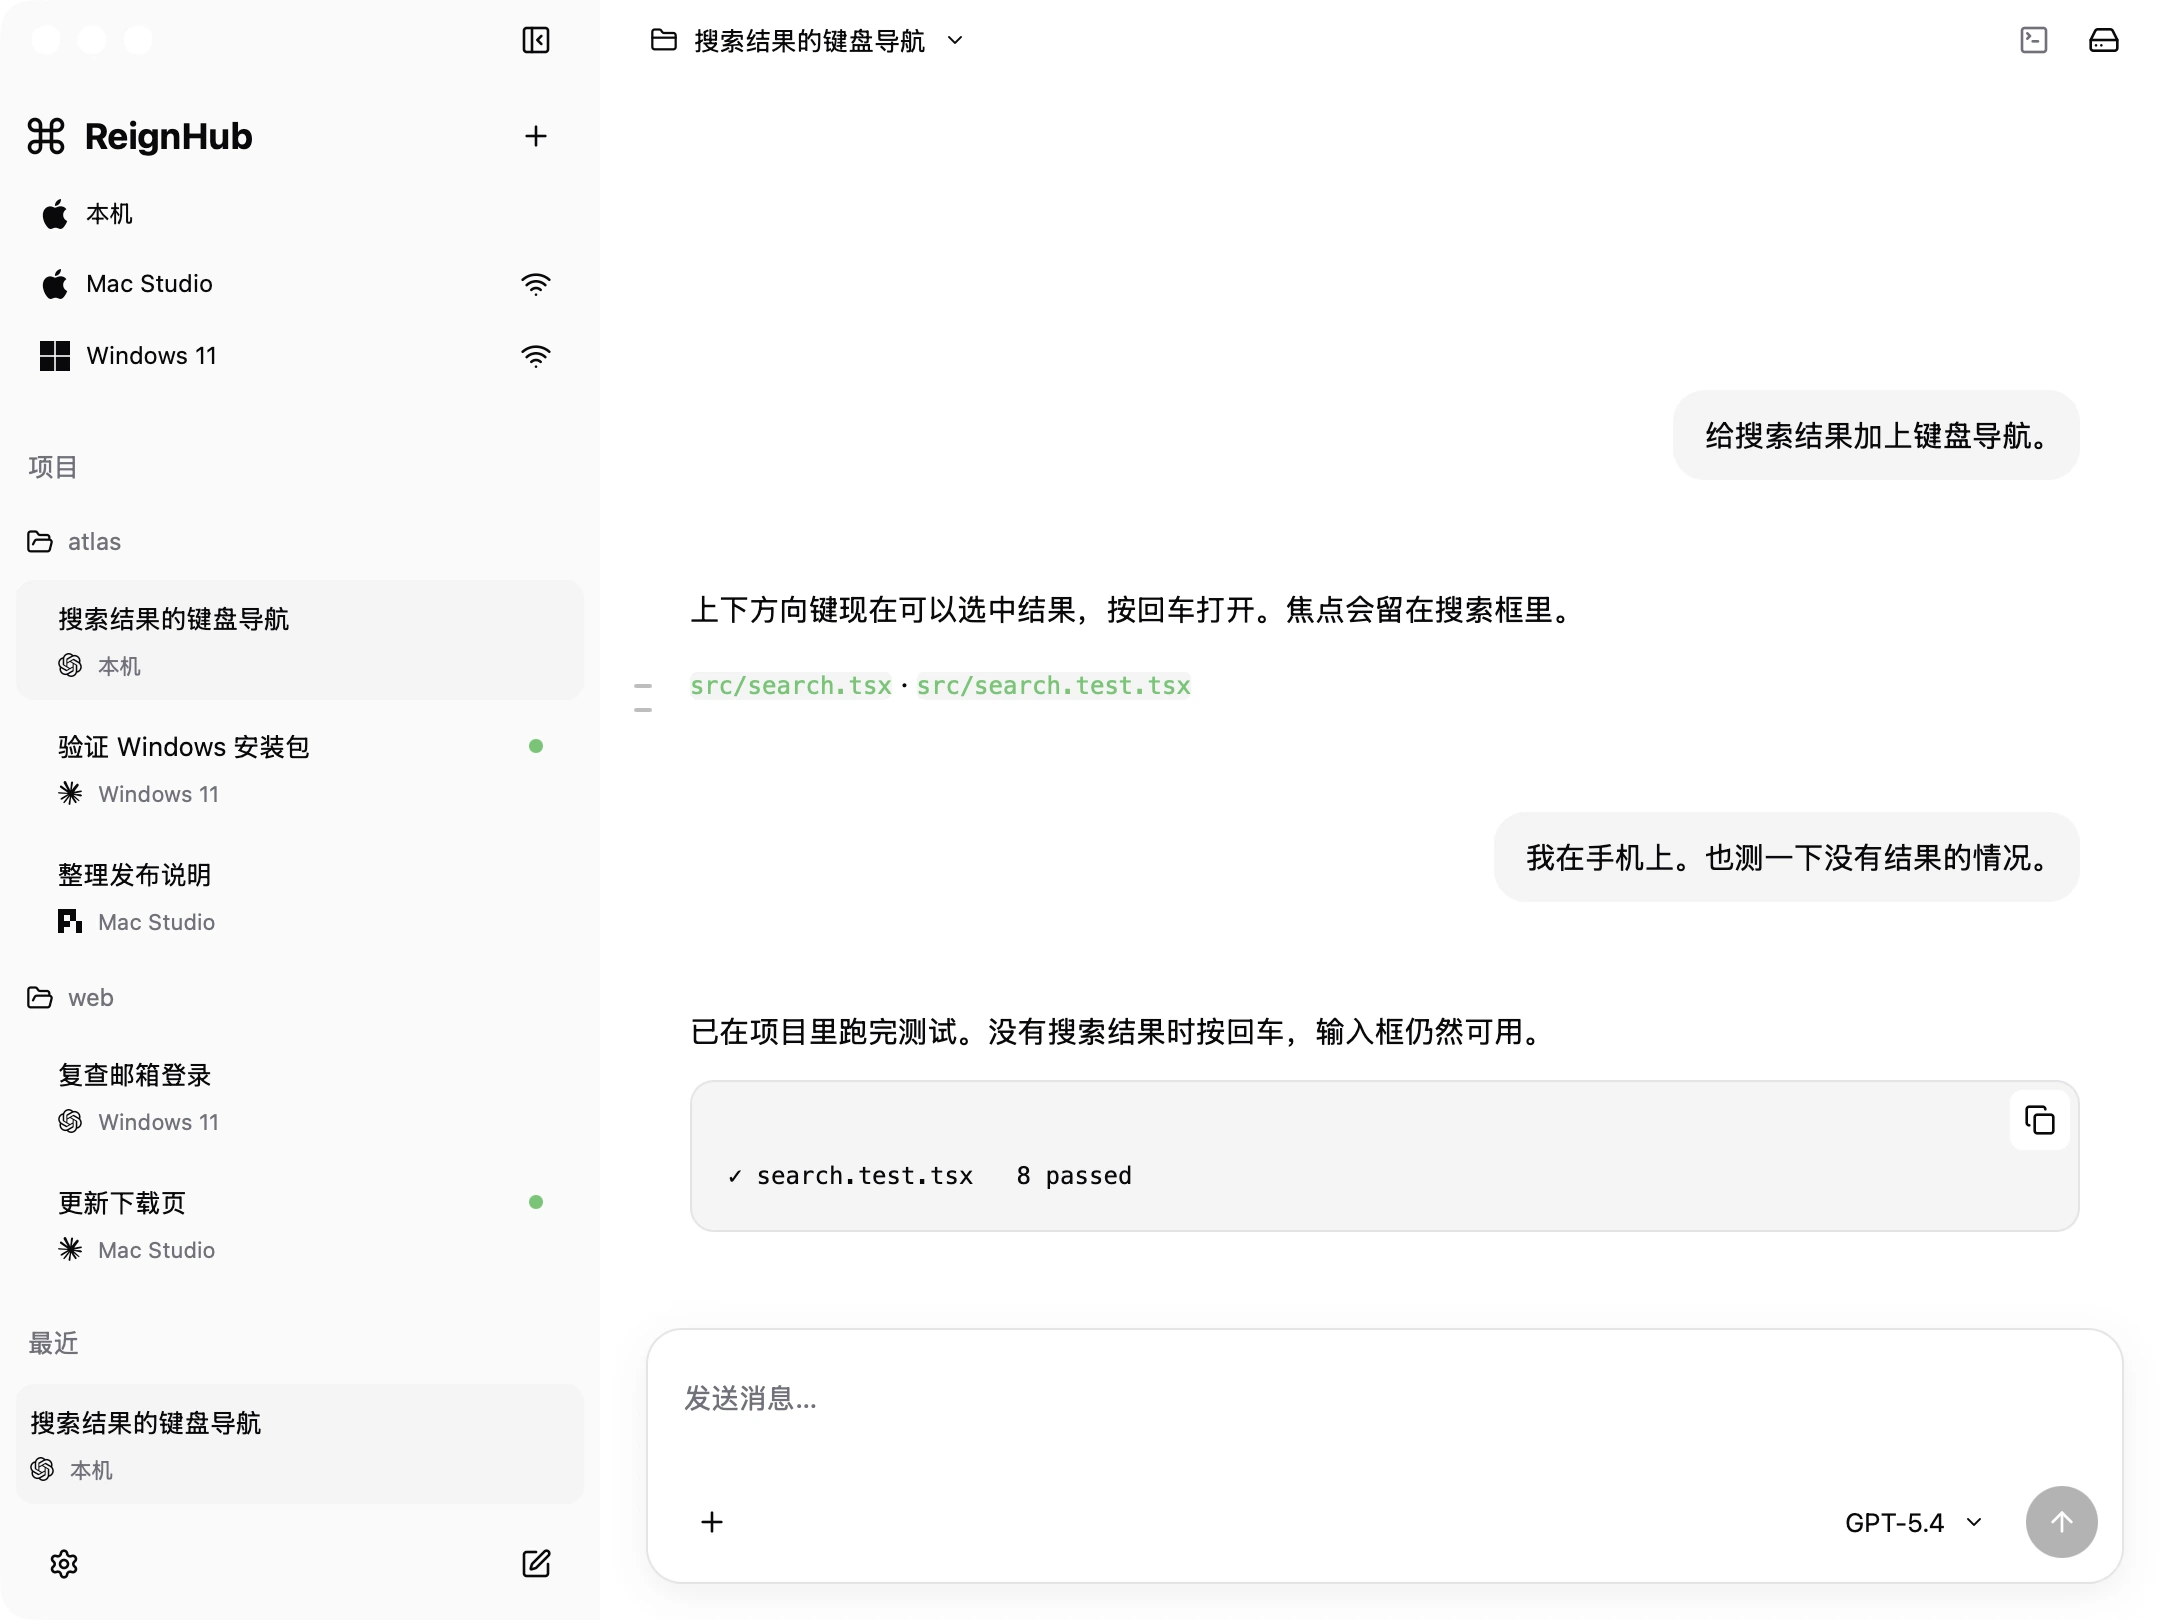 搜索结果的键盘导航
ReignHub
本机
Mac Studio
Windows 11
项目
atlas
搜索结果的键盘导航
本机
验证 Windows 安装包
Windows 11
整理发布说明
Mac Studio
web
复查邮箱登录
Windows 11
更新下载页
Mac Studio
最近
搜索结果的键盘导航
本机
给搜索结果加上键盘导航。
上下方向键现在可以选中结果，按回车打开。焦点会留在搜索框里。
src/search.tsx · src/search.test.tsx
我在手机上。也测一下没有结果的情况。
已在项目里跑完测试。没有搜索结果时按回车，输入框仍然可用。
✓ search.test.tsx   8 passed
发送消息...
GPT-5.4